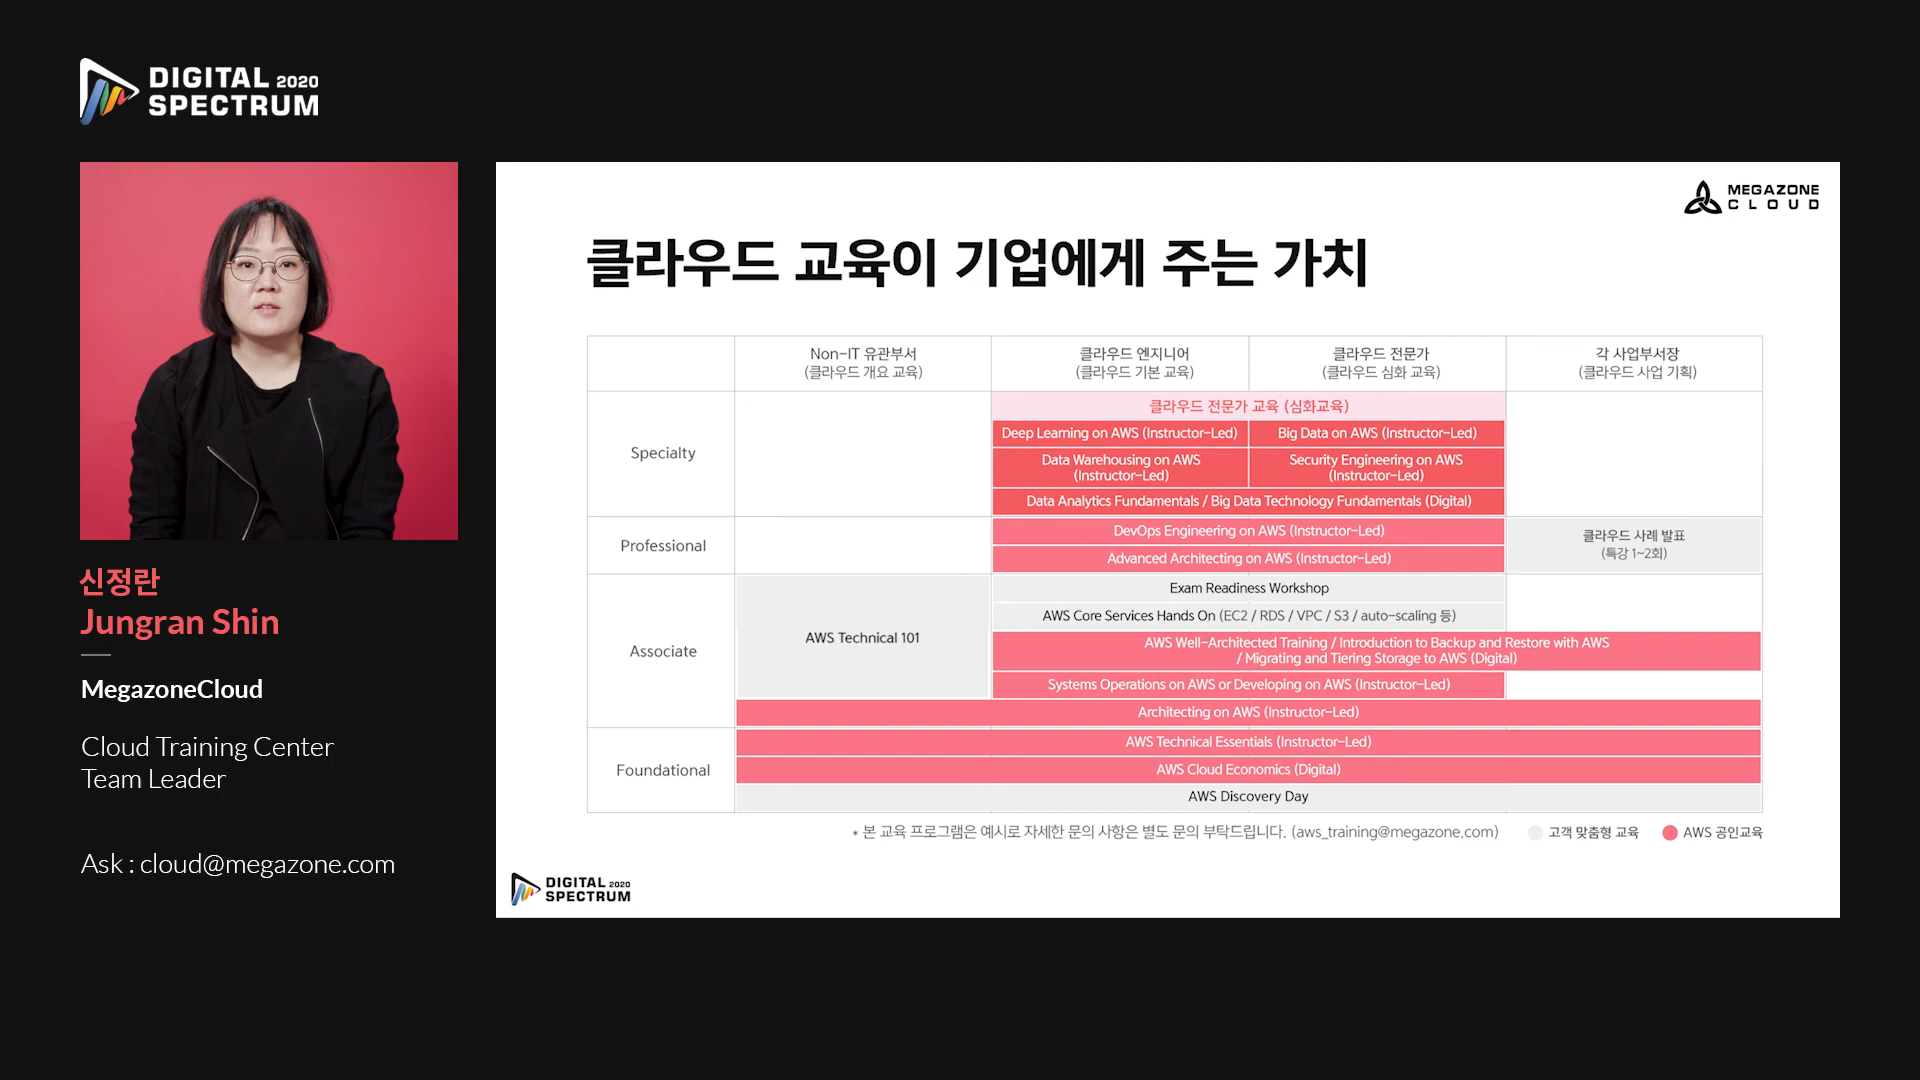 DIGITAL 2020
SPECTRUM
신정란
Jungran Shin
MegazoneCloud
Cloud Training Center
Team Leader
Ask : cloud@megazone.com
MEGAZONE
CLOUD
클라우드 교육이 기업에게 주는 가치
Non-IT 유관부서
(클라우드 개요 교육)
클라우드 엔지니어
(클라우드 기본 교육)
클라우드 전문가
(클라우드 심화 교육)
각 사업부서장
(클라우드 사업 기획)
Specialty
클라우드 전문가 교육 (심화교육)
Deep Learning on AWS (Instructor-Led)
Big Data on AWS (Instructor-Led)
Data Warehousing on AWS
(Instructor-Led)
Security Engineering on AWS
(Instructor-Led)
Data Analytics Fundamentals / Big Data Technology Fundamentals (Digital)
Professional
DevOps Engineering on AWS (Instructor-Led)
Advanced Architecting on AWS (Instructor-Led)
클라우드 사례 발표
(특강 1~2회)
Associate
AWS Technical 101
Exam Readiness Workshop
AWS Core Services Hands On (EC2 / RDS / VPC / S3 / auto-scaling 등)
AWS Well-Architected Training / Introduction to Backup and Restore with AWS
/ Migrating and Tiering Storage to AWS (Digital)
Systems Operations on AWS or Developing on AWS (Instructor-Led)
Architecting on AWS (Instructor-Led)
Foundational
AWS Technical Essentials (Instructor-Led)
AWS Cloud Economics (Digital)
AWS Discovery Day
* 본 교육 프로그램은 예시로 자세한 문의 사항은 별도 문의 부탁드립니다. (aws_training@megazone.com)
고객 맞춤형 교육
AWS 공인교육
DIGITAL 2020
SPECTRUM